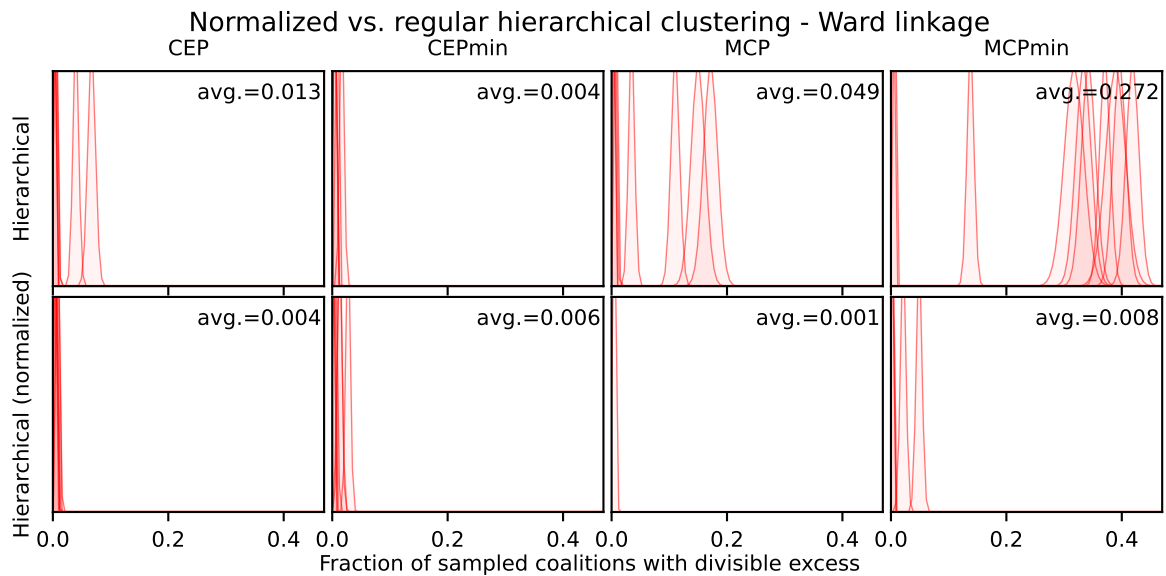 Normalized vs. regular hierarchical clustering - Ward linkage
CEP CEPmin MCP MCPmin
Hierarchical
avg.=0.013 avg.=0.004 avg.=0.049 avg.=0.272
Hierarchical (normalized)
avg.=0.004 avg.=0.006 avg.=0.001 avg.=0.008
0.0 0.2 0.4 0.0 0.2 0.4 0.0 0.2 0.4 0.0 0.2 0.4
Fraction of sampled coalitions with divisible excess